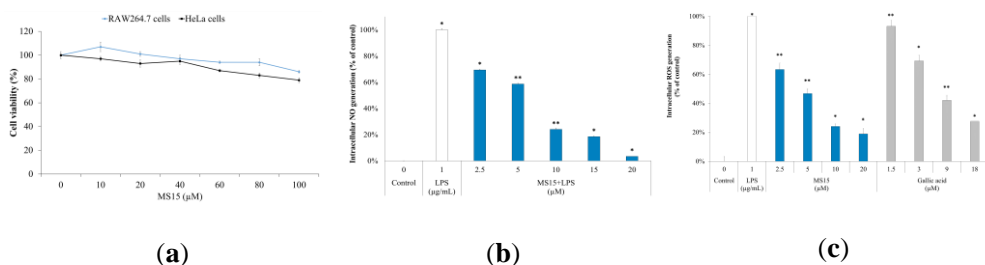 RAW264.7 cells HeLa cells
Cell viability (%)
120
100
80
60
40
20
0
0 10 20 40 60 80 100
MS15 (µM)
(a)
Intracellular NO generation (% of control)
100%
80%
60%
40%
20%
0%
* * * ** * *
0 1 2.5 5 10 15 20
Control LPS MS15+LPS
(µg/mL) (µM)
(b)
Intracellular ROS generation
(% of control)
100%
80%
60%
40%
20%
0%
* ** ** * * ** * ** *
0 1 2.5 5 10 20 1.5 3 9 18
Control LPS MS15 Gallic acid
(µg/mL) (µM) (µM)
(c)